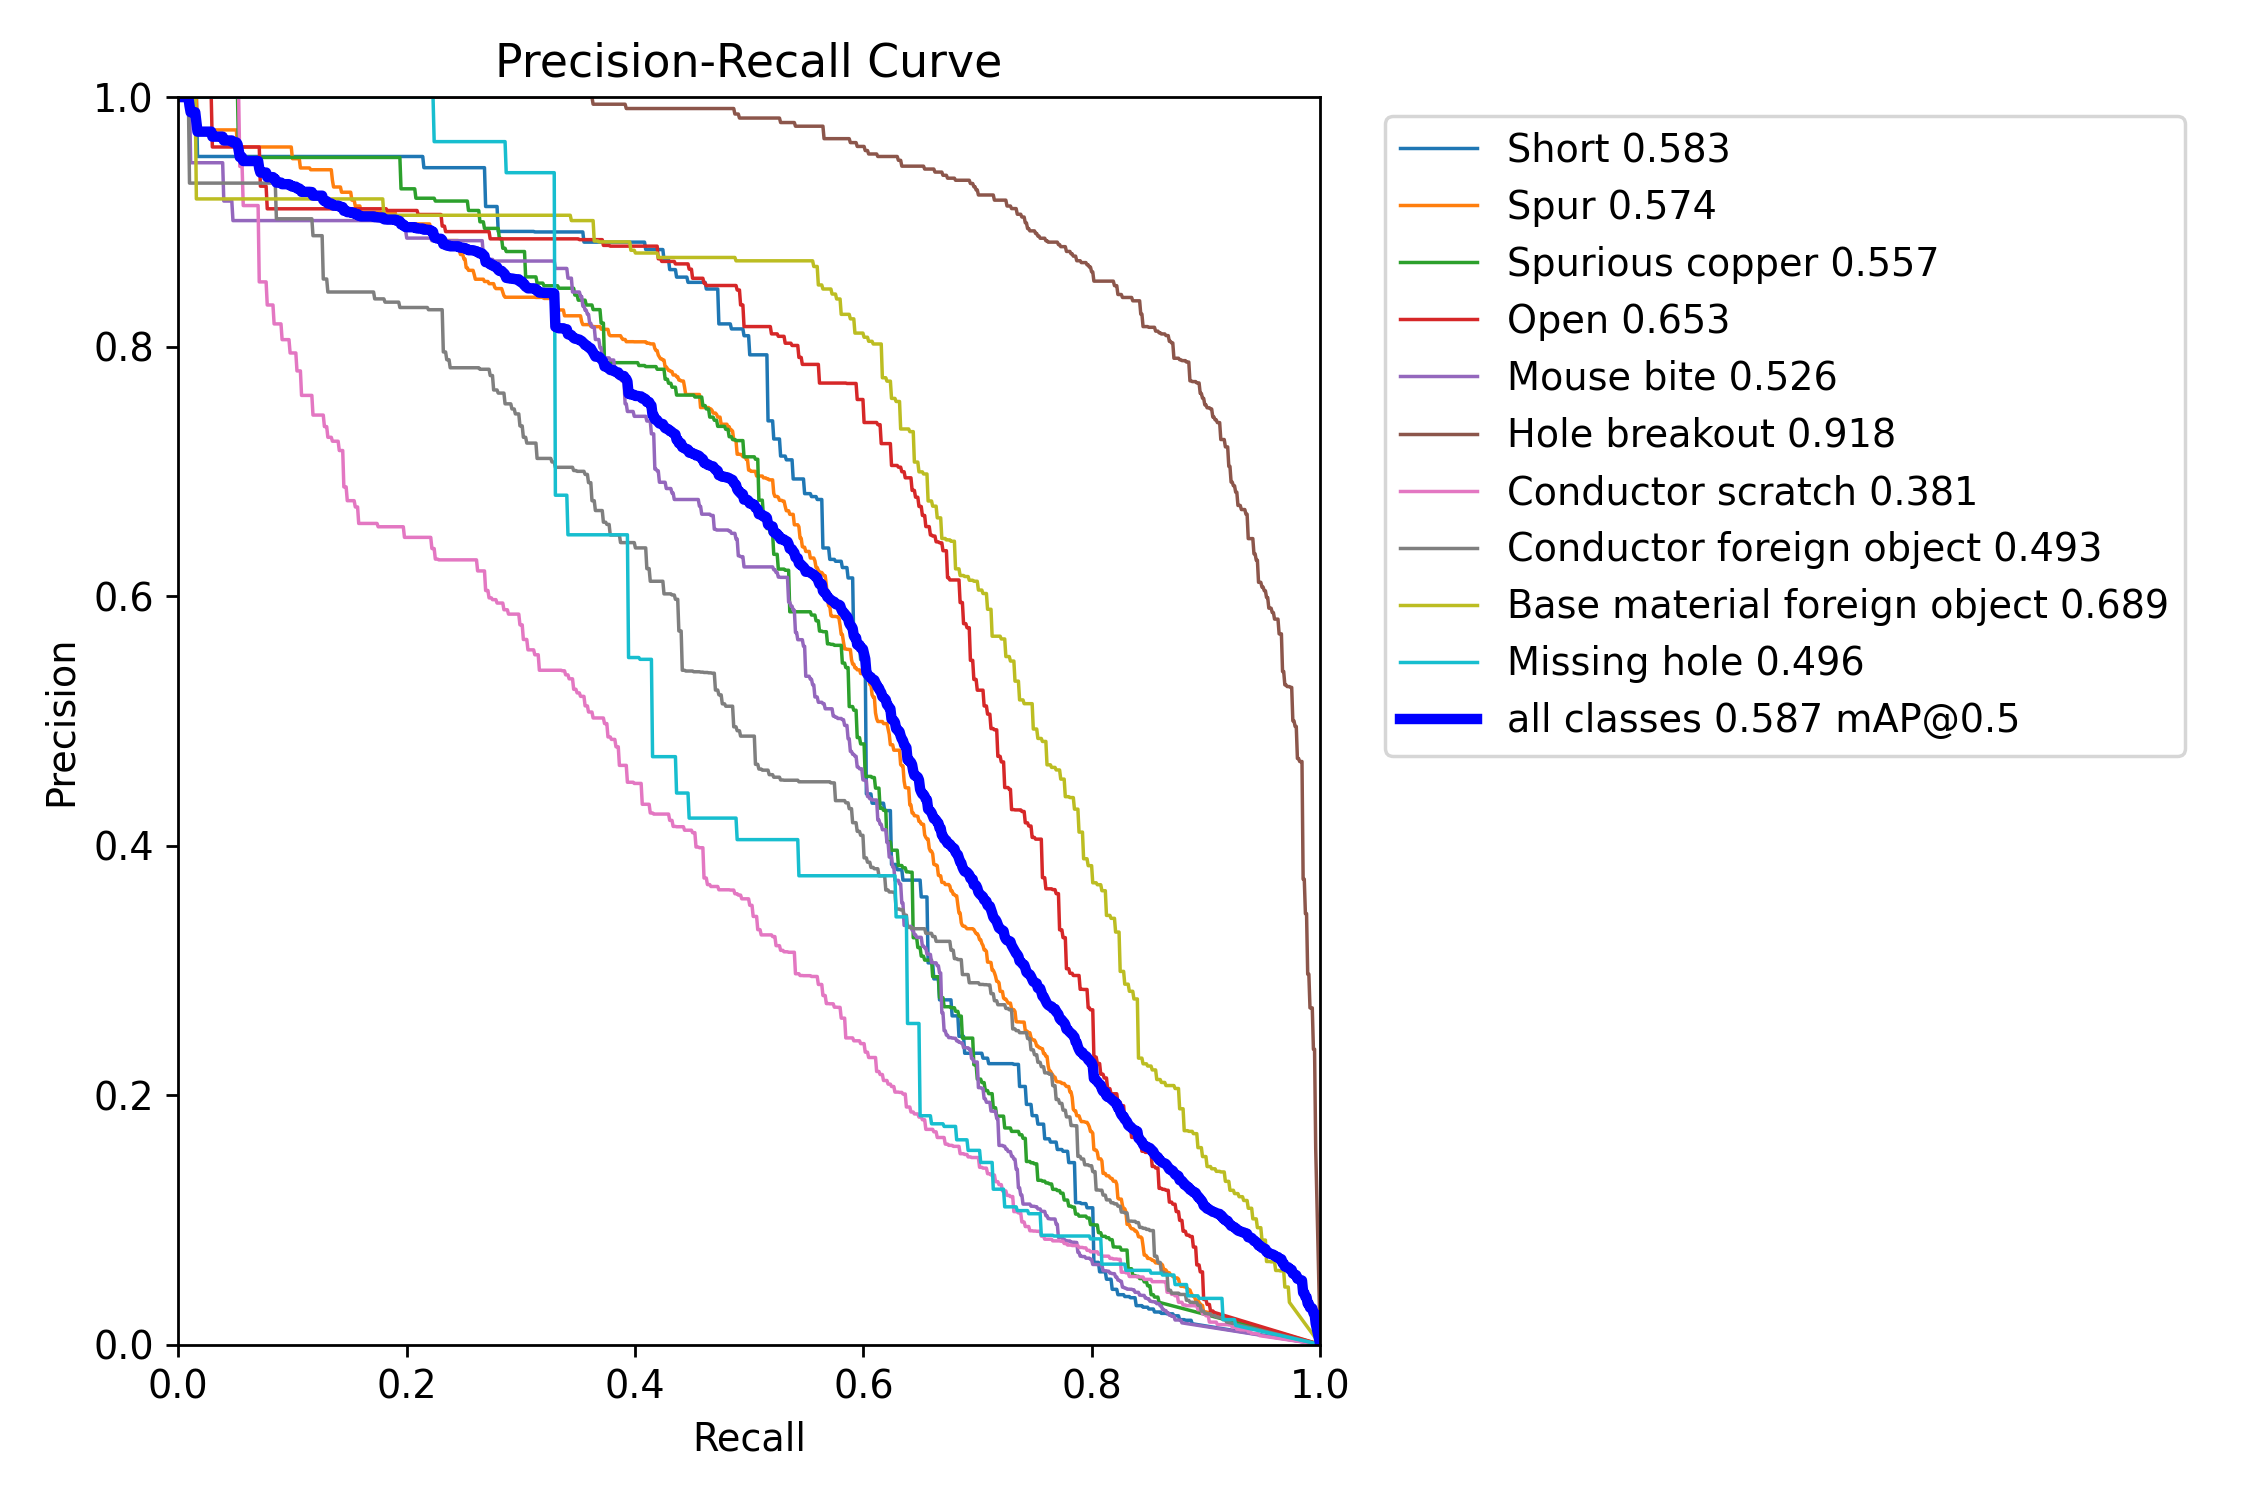 Precision-Recall Curve
1.0
0.8
0.6
0.4
0.2
0.0
Precision
0.0 0.2 0.4 0.6 0.8 1.0
Recall
Short 0.583
Spur 0.574
Spurious copper 0.557
Open 0.653
Mouse bite 0.526
Hole breakout 0.918
Conductor scratch 0.381
Conductor foreign object 0.493
Base material foreign object 0.689
Missing hole 0.496
all classes 0.587 mAP@0.5